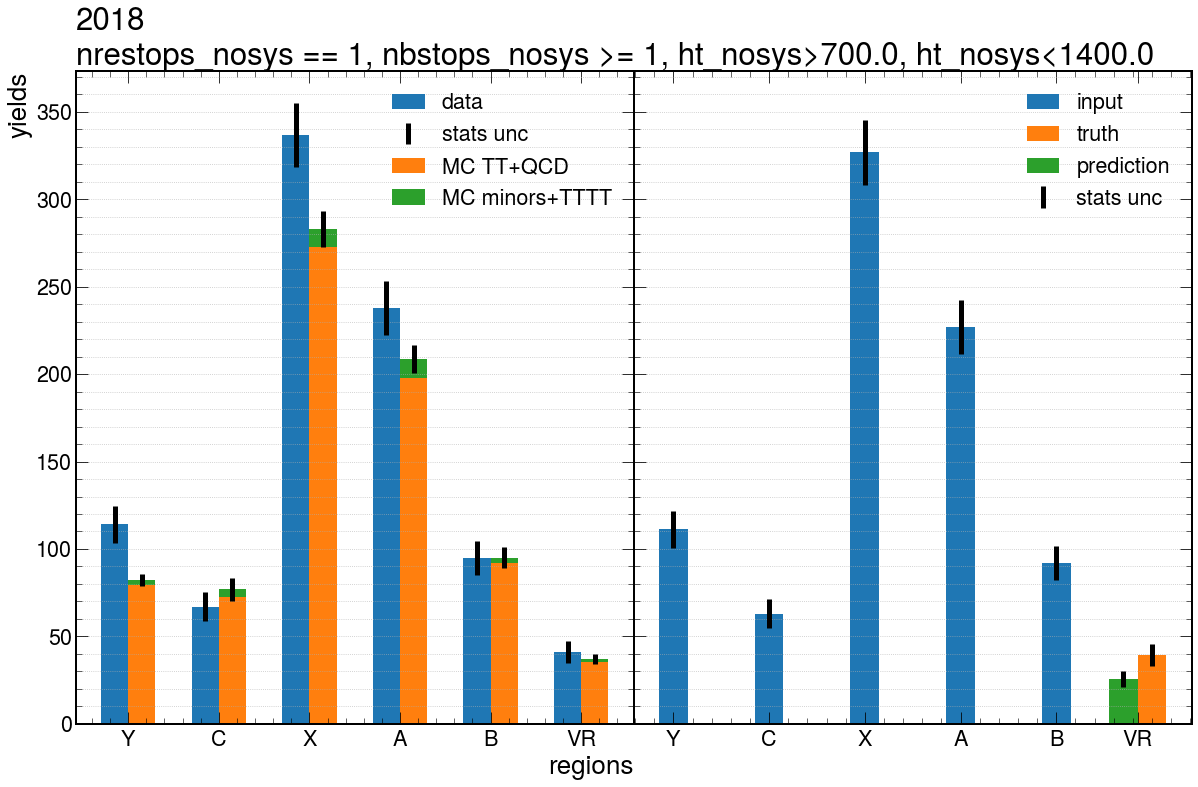 2018
nrestops_nosys == 1, nbstops_nosys >= 1, ht_nosys>700.0, ht_nosys<1400.0
yields
350
300
250
200
150
100
50
0
data
stats unc
MC TT+QCD
MC minors+TTTT
input
truth
prediction
stats unc
Y C X A B VR
Y C X A B VR
regions